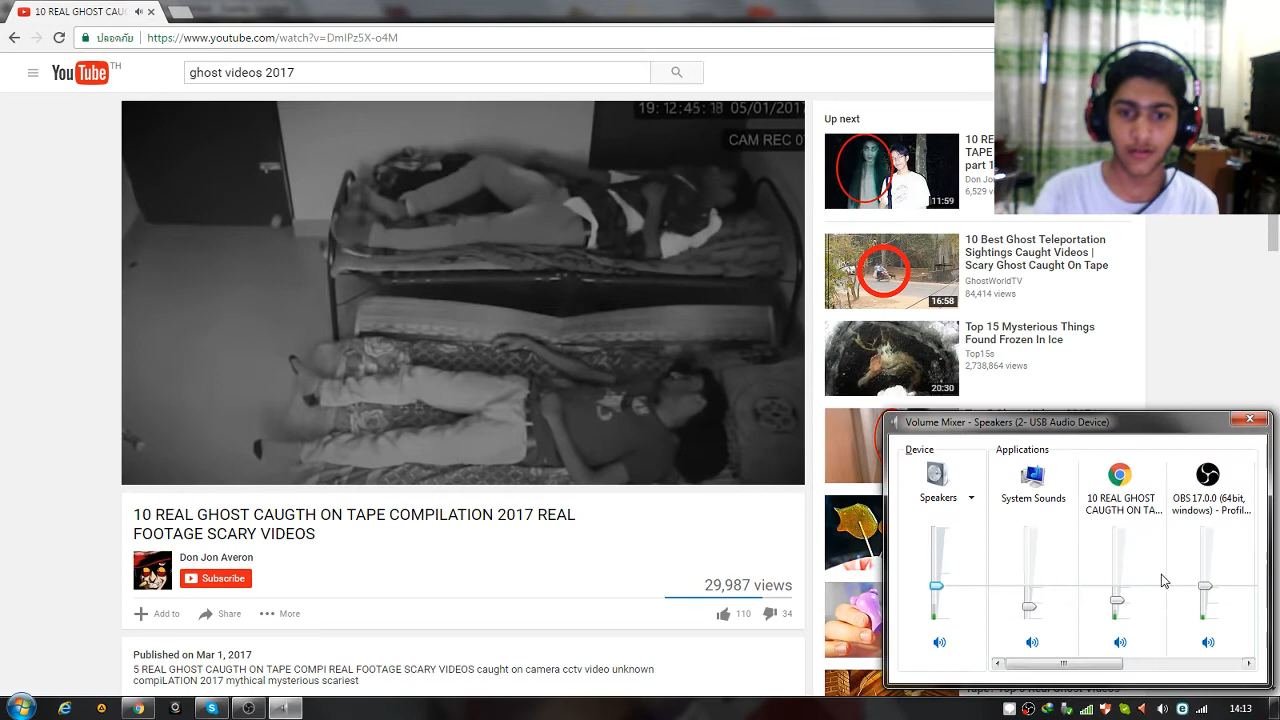 10 REAL GHOST CAU
ปลอดภัย
https://www.youtube.com/watch?v=DmIPz5X-o4M
YouTube TH
ghost videos 2017
19:12:45:18 05/01/201
CAM REC 0
10 REAL GHOST CAUGTH ON TAPE COMPILATION 2017 REAL
FOOTAGE SCARY VIDEOS
Don Jon Averon
Subscribe
29,987 views
Add to
Share
More
110
34
Published on Mar 1, 2017
5 REAL GHOST CAUGTH ON TAPE COMPI REAL FOOTAGE SCARY VIDEOS caught on camera cctv video unknown
compiLATION 2017 mythical mysterious scariest
Up next
10 RE
TAPE
part 1
Don Jo
6,529 v
11:59
10 Best Ghost Teleportation
Sightings Caught Videos |
Scary Ghost Caught On Tape
GhostWorldTV
84,414 views
16:58
Top 15 Mysterious Things
Found Frozen In Ice
Top15s
2,738,864 views
20:30
Volume Mixer - Speakers (2- USB Audio Device)
Device
Applications
Speakers
System Sounds
10 REAL GHOST
CAUGTH ON TA...
OBS 17.0.0 (64bit,
windows) - Profil...
14:13